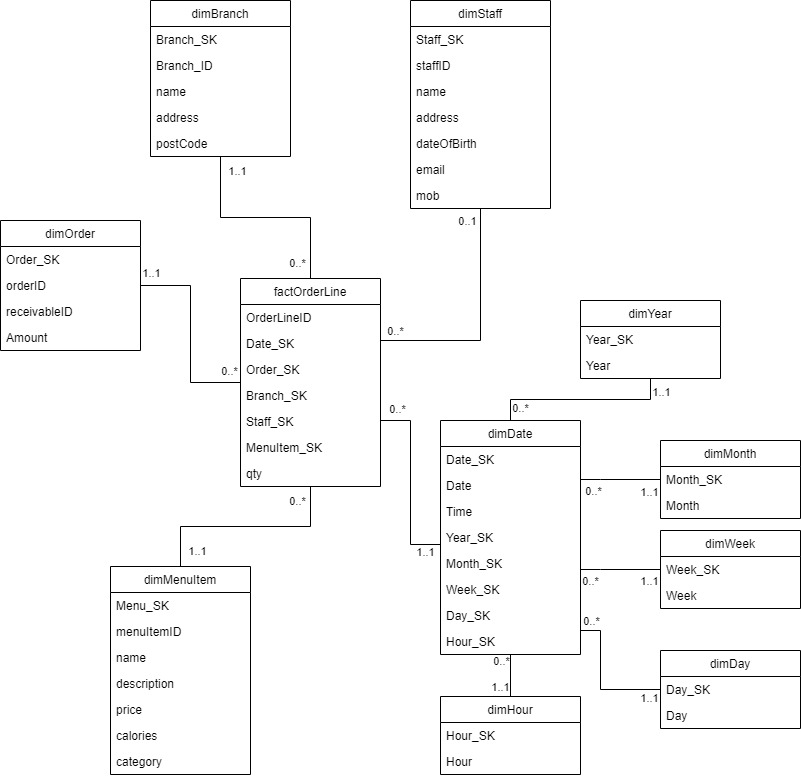 dimBranch
Branch_SK
Branch_ID
name
address
postCode
1..1
dimStaff
Staff_SK
staffID
name
address
dateOfBirth
email
mob
0..1
dimOrder
Order_SK
orderID
receivableID
Amount
1..1
0..*
0..*
factOrderLine
OrderLineID
Date_SK
Order_SK
Branch_SK
Staff_SK
MenuItem_SK
qty
0..*
0..*
0..*
1..1
dimMenuItem
Menu_SK
menuItemID
name
description
price
calories
category
1..1
dimYear
Year_SK
Year
1..1
0..*
dimDate
Date_SK
Date
Time
Year_SK
Month_SK
Week_SK
Day_SK
Hour_SK
0..*
1..1
dimMonth
Month_SK
Month
0..*
1..1
dimWeek
Week_SK
Week
0..*
1..1
dimDay
Day_SK
Day
0..*
1..1
dimHour
Hour_SK
Hour